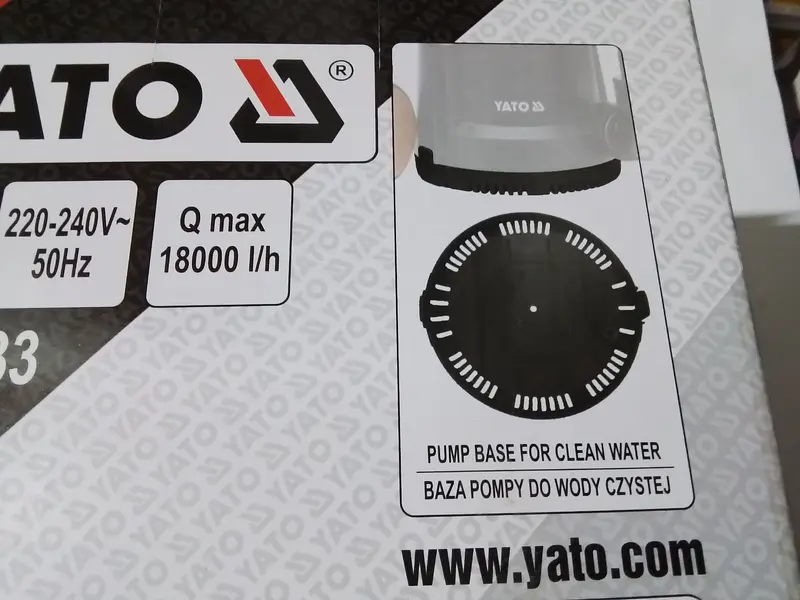 ATO ®
YATO
220-240V~
50Hz
Q max
18000 l/h
33
PUMP BASE FOR CLEAN WATER
BAZA POMPY DO WODY CZYSTEJ
www.yato.com